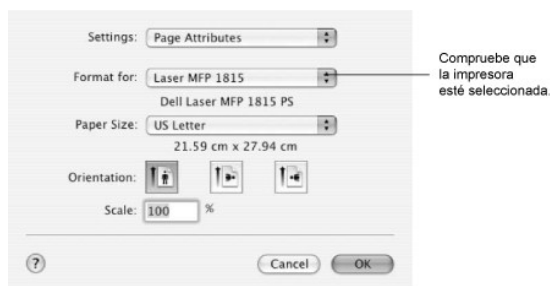 Settings: Page Attributes
Format for: Laser MFP 1815
Dell Laser MFP 1815 PS
Paper Size: US Letter
21.59 cm x 27.94 cm
Orientation:
Scale: 100 %
? Cancel OK
Compruebe que
la impresora
esté seleccionada.